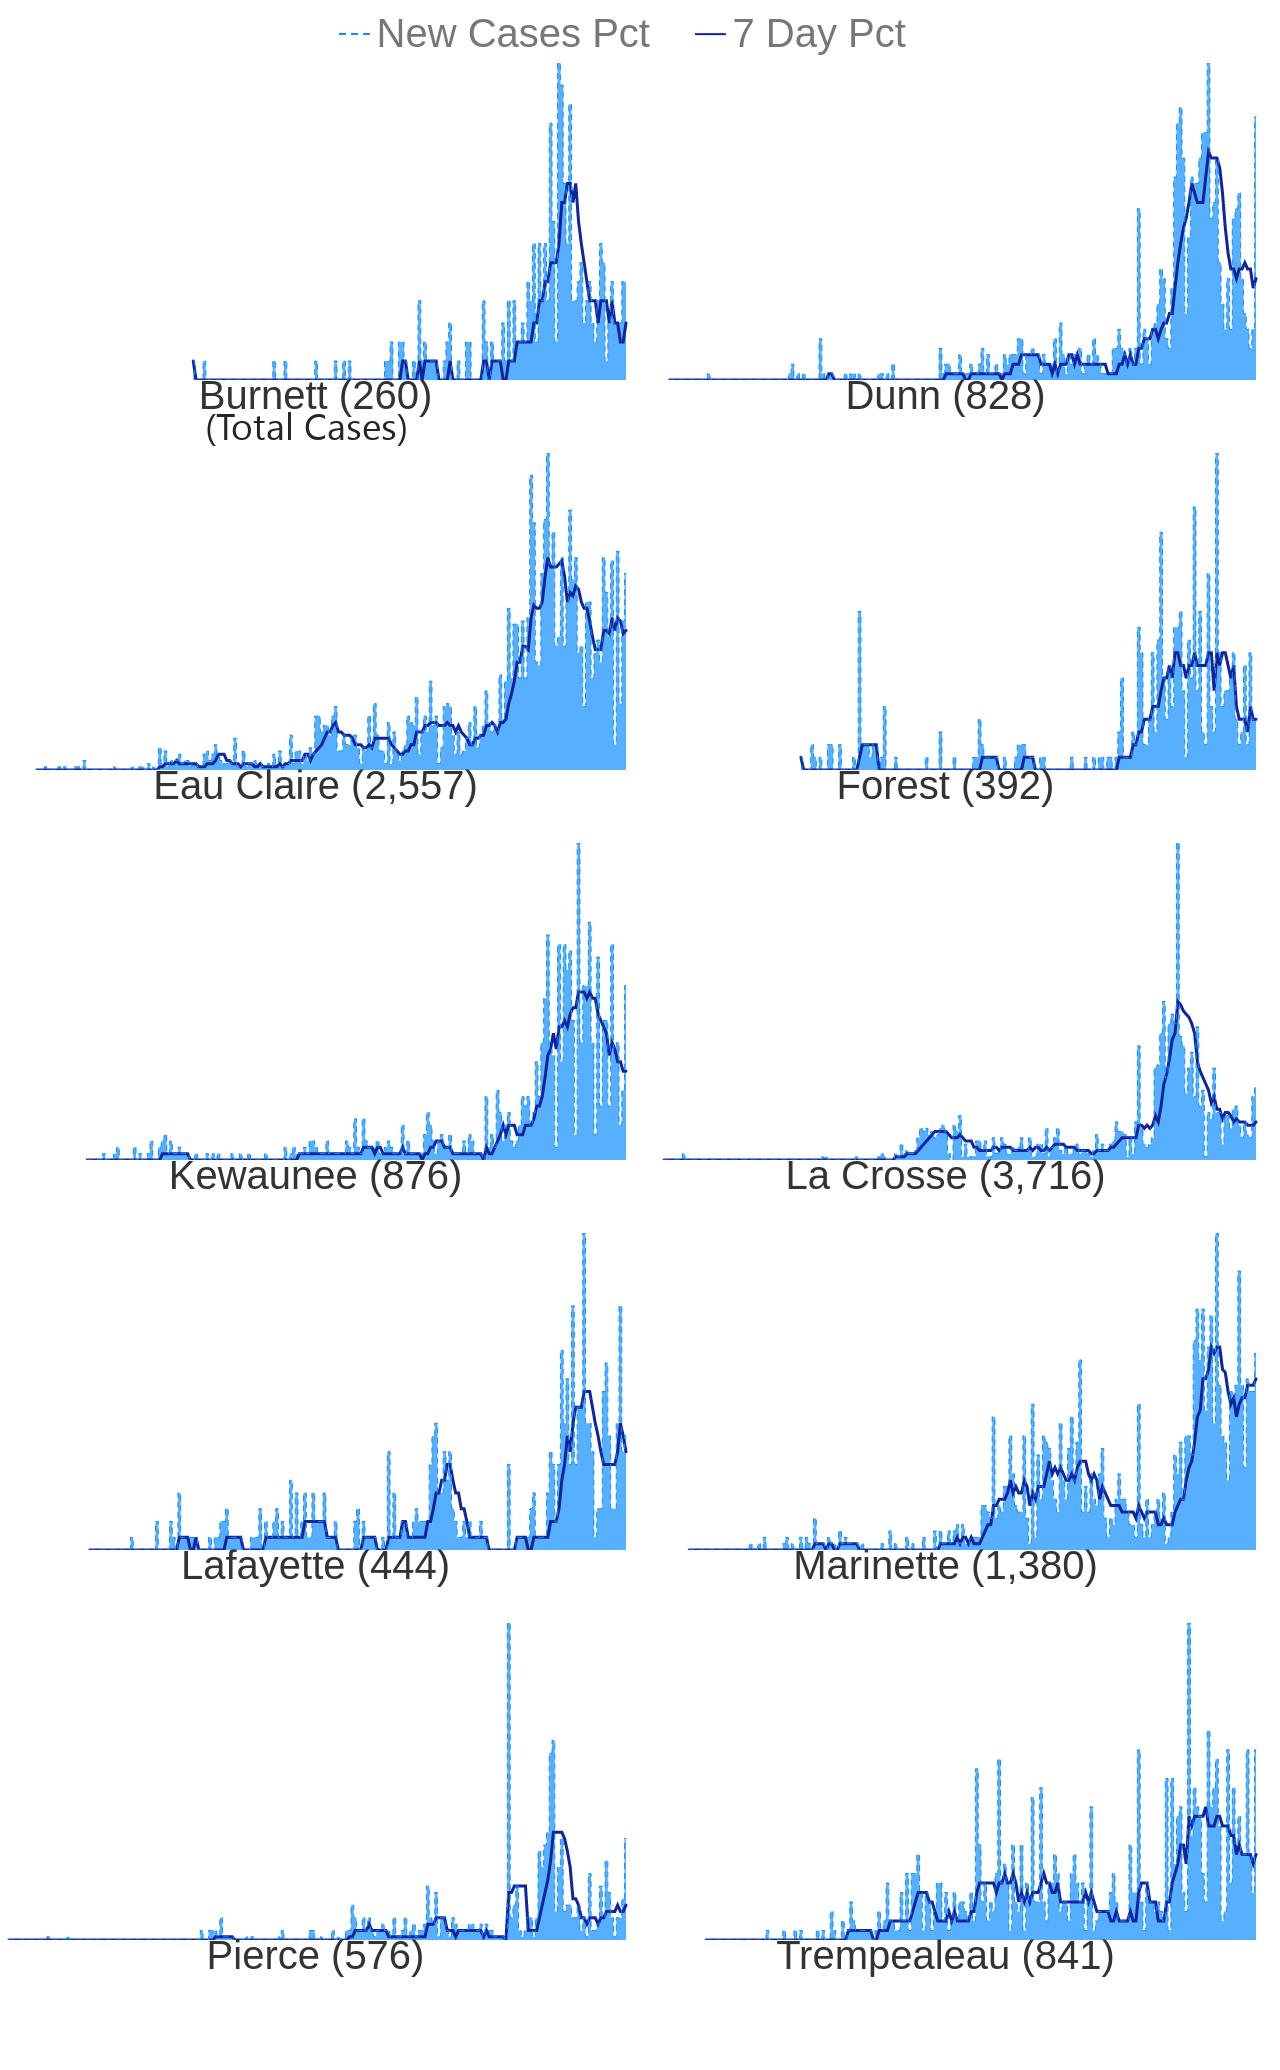 New Cases Pct 7 Day Pct
Burnett (260) Dunn (828)
(Total Cases)
Eau Claire (2,557) Forest (392)
Kewaunee (876) La Crosse (3,716)
Lafayette (444) Marinette (1,380)
Pierce (576) Trempealeau (841)